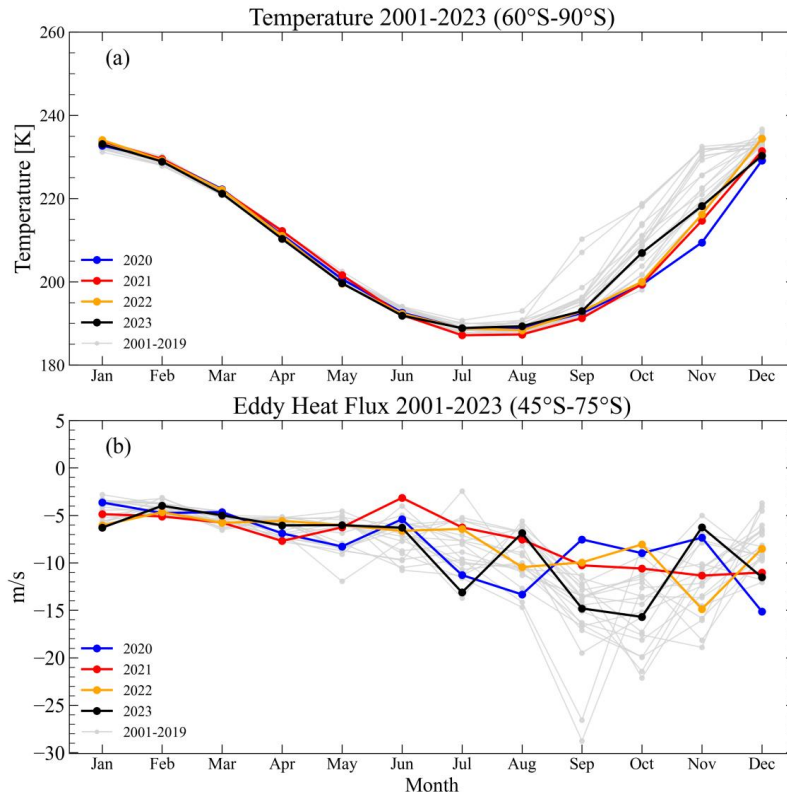 Temperature 2001-2023 (60°S-90°S)
(a)
Temperature [K]
260
240
220
200
180
2020
2021
2022
2023
2001-2019
Jan Feb Mar Apr May Jun Jul Aug Sep Oct Nov Dec
Eddy Heat Flux 2001-2023 (45°S-75°S)
(b)
m/s
5
0
−5
−10
−15
−20
−25
−30
2020
2021
2022
2023
2001-2019
Jan Feb Mar Apr May Jun Jul Aug Sep Oct Nov Dec
Month